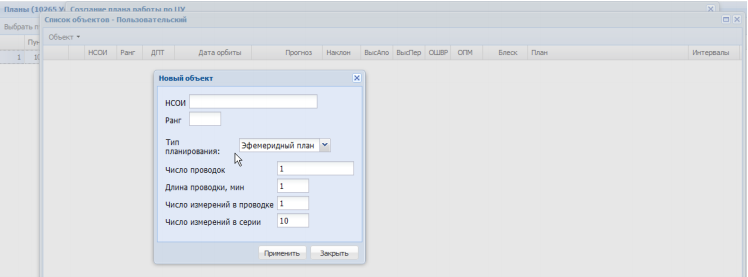 Планы (10265 У
Создание плана работы по ЦУ
Выбрать п
Список объектов - Пользовательский
Объект
Пун
НСОИ Ранг ДПТ Дата орбиты Прогноз Наклон ВысАпо ВысПер ОШВР ОПМ Блеск План Интервалы
1 10
Новый объект
НСОИ
Ранг
Тип
планирования: Эфемеридный план
Число проводок 1
Длина проводки, мин 1
Число измерений в проводке 1
Число измерений в серии 10
Применить Закрыть